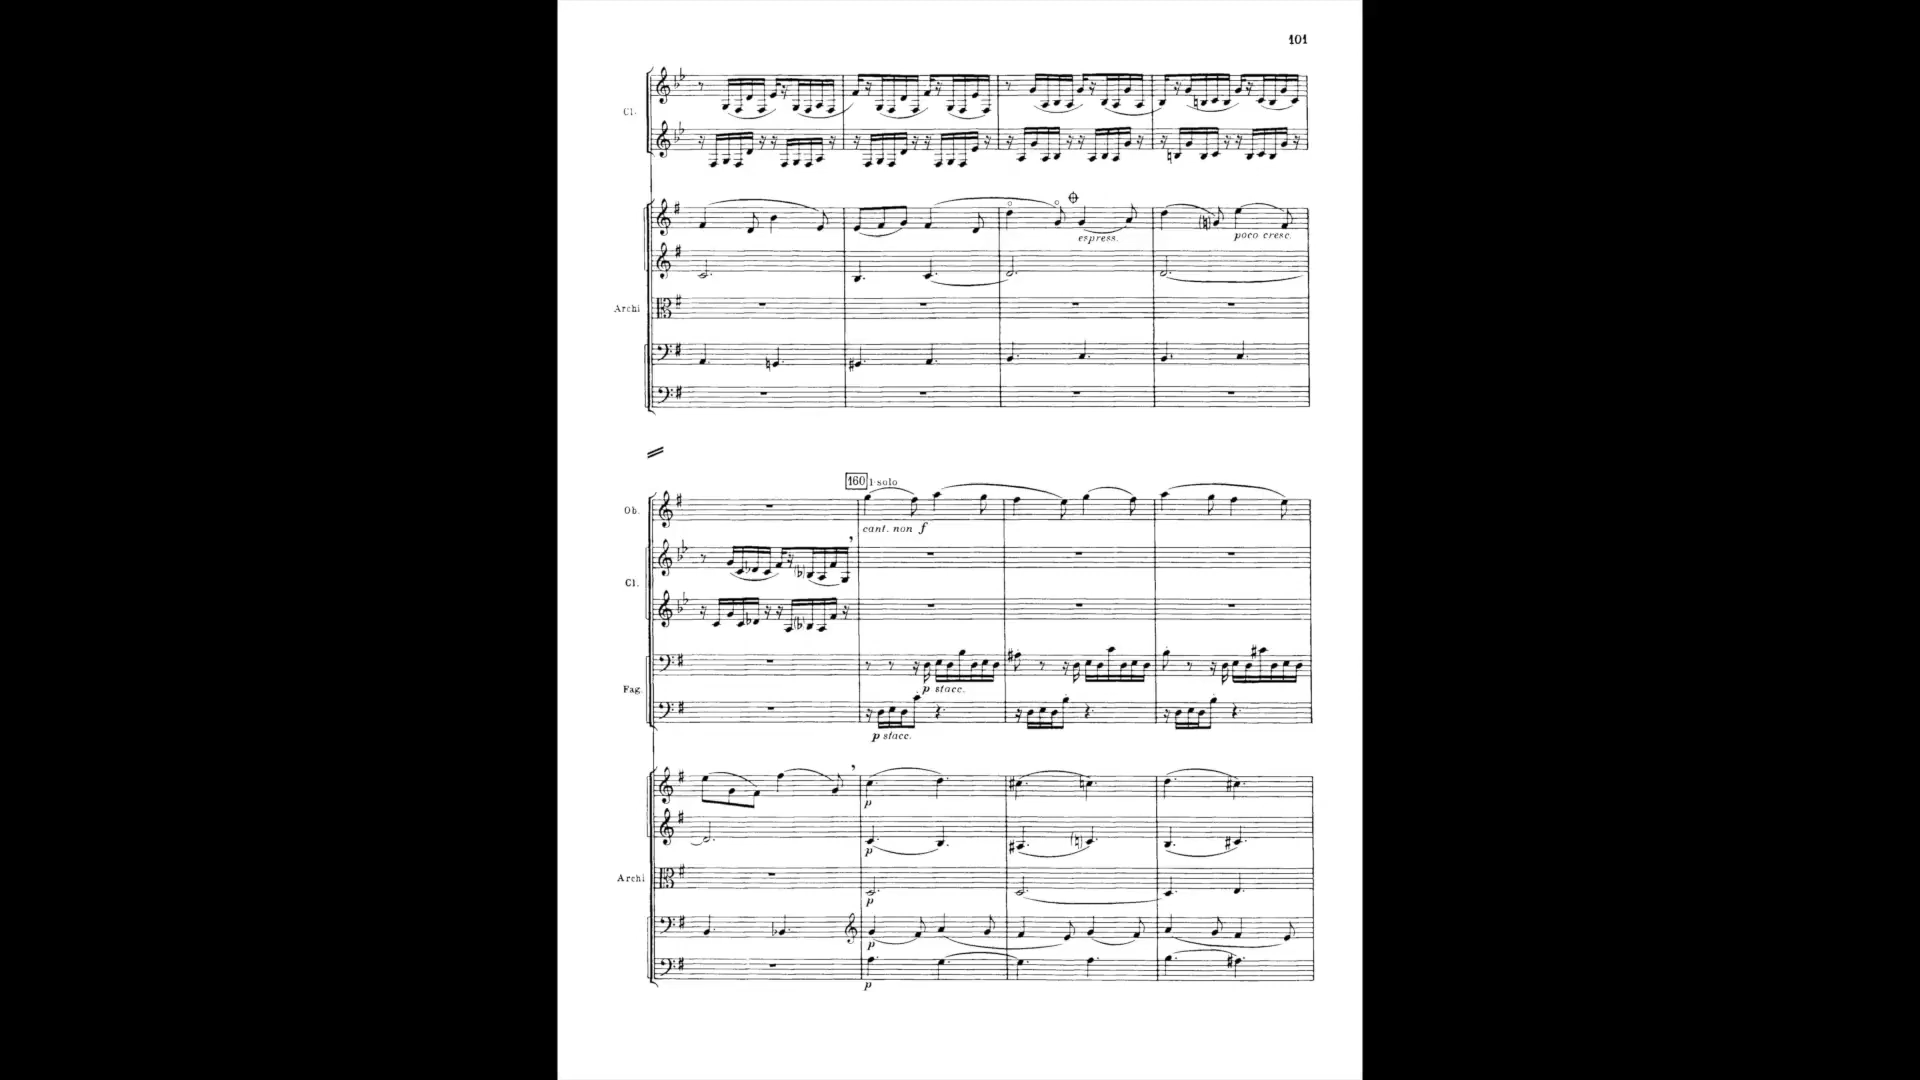 101
Cl.
espress.
poco cresc.
Archi
160 1. solo
Ob.
cant. non f
Cl.
p stacc.
Fag.
p stacc.
p
p
Archi
p
p
p